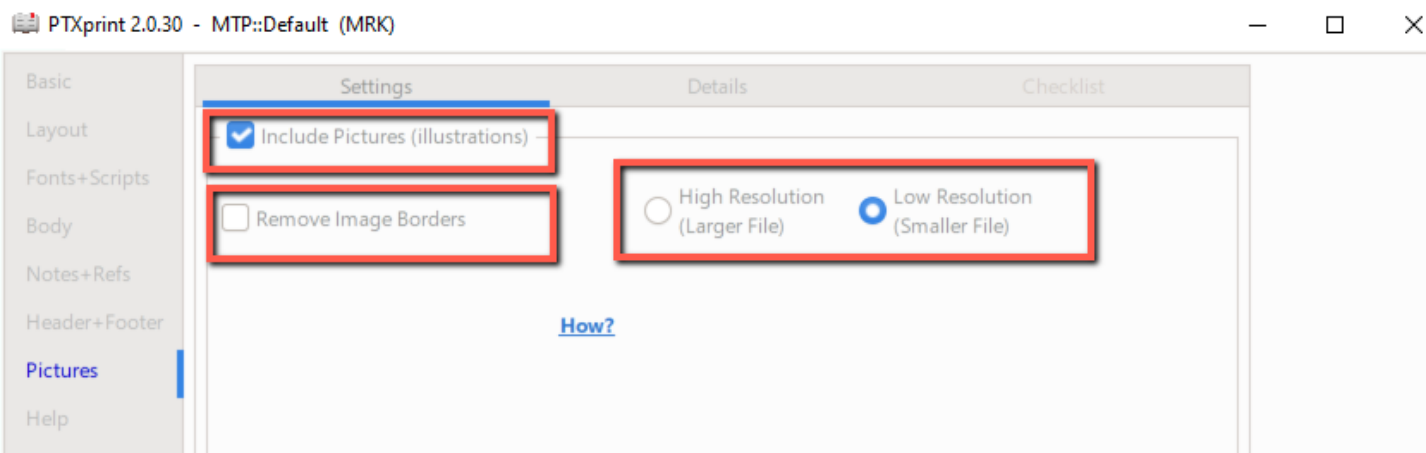 PTXprint 2.0.30 - MTP::Default (MRK)
Basic
Layout
Fonts+Scripts
Body
Notes+Refs
Header+Footer
Pictures
Help
Settings
Details
Checklist
Include Pictures (illustrations)
Remove Image Borders
High Resolution
(Larger File)
Low Resolution
(Smaller File)
How?